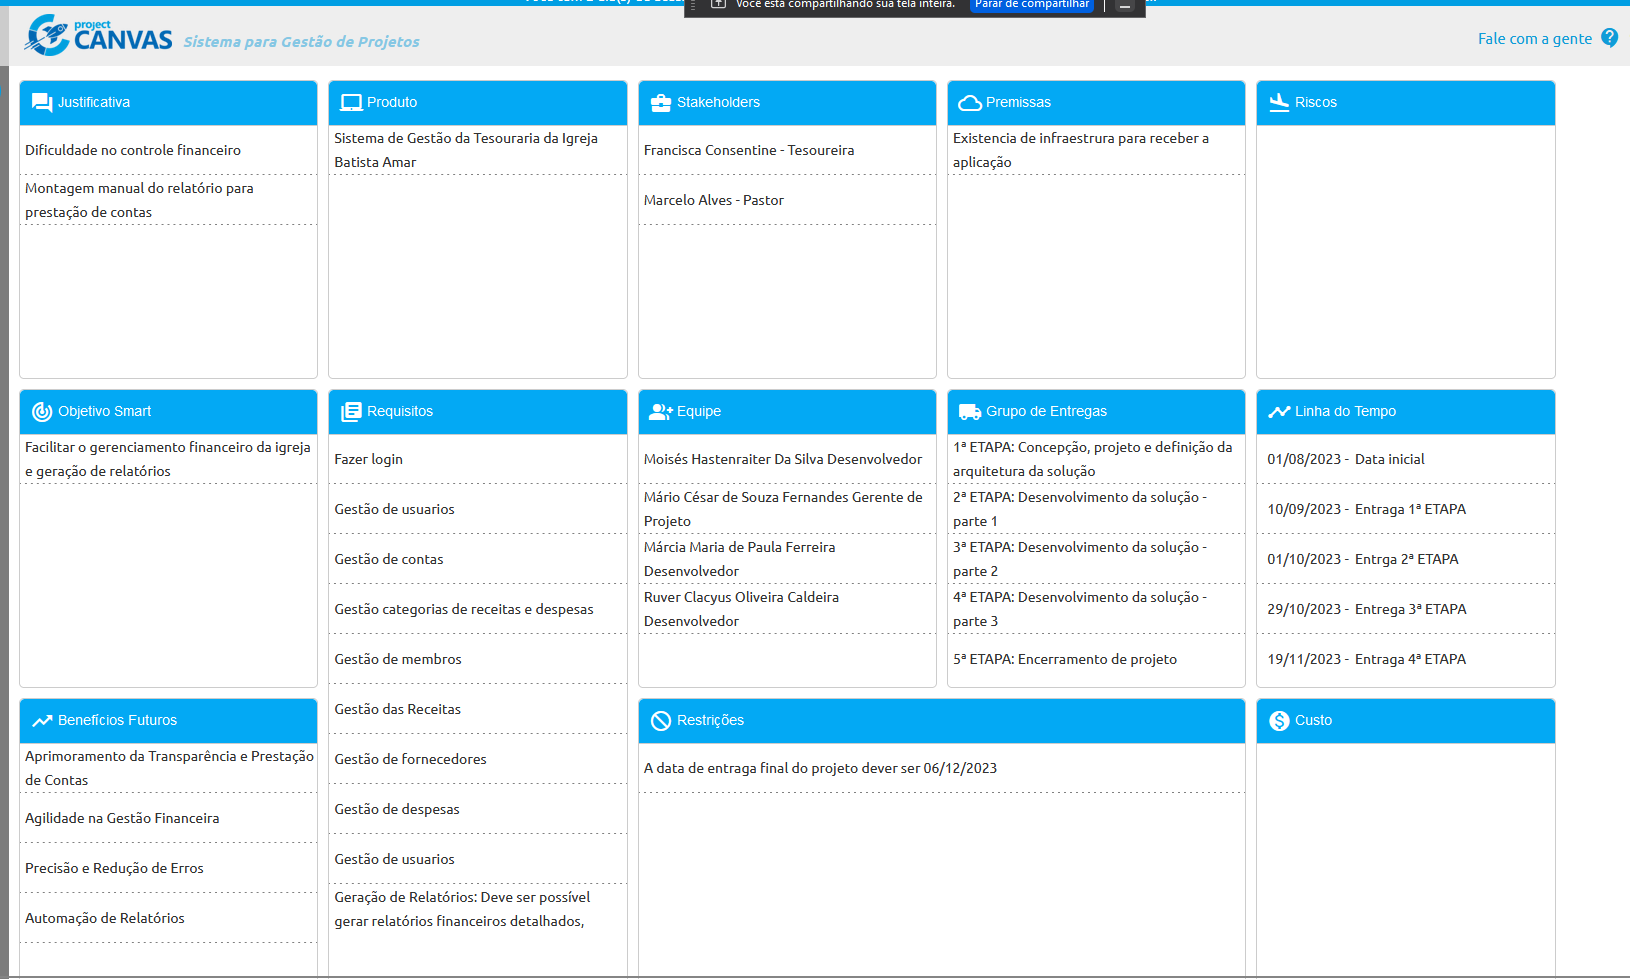 Você está compartilhando sua tela inteira.
Parar de compartilhar
project
CANVAS
Sistema para Gestão de Projetos
Fale com a gente
Justificativa
Dificuldade no controle financeiro
Montagem manual do relatório para
prestação de contas
Produto
Sistema de Gestão da Tesouraria da Igreja
Batista Amar
Stakeholders
Francisca Consentine - Tesoureira
Marcelo Alves - Pastor
Premissas
Existencia de infraestrura para receber a
aplicação
Riscos
Objetivo Smart
Facilitar o gerenciamento financeiro da igreja
e geração de relatórios
Requisitos
Fazer login
Gestão de usuarios
Gestão de contas
Gestão categorias de receitas e despesas
Gestão de membros
Gestão das Receitas
Gestão de fornecedores
Gestão de despesas
Gestão de usuarios
Geração de Relatórios: Deve ser possível
gerar relatórios financeiros detalhados,
Equipe
Moisés Hastenraiter Da Silva Desenvolvedor
Mário César de Souza Fernandes Gerente de
Projeto
Márcia Maria de Paula Ferreira
Desenvolvedor
Ruver Clacyus Oliveira Caldeira
Desenvolvedor
Grupo de Entregas
1ª ETAPA: Concepção, projeto e definição da
arquitetura da solução
2ª ETAPA: Desenvolvimento da solução -
parte 1
3ª ETAPA: Desenvolvimento da solução -
parte 2
4ª ETAPA: Desenvolvimento da solução -
parte 3
5ª ETAPA: Encerramento de projeto
Linha do Tempo
01/08/2023 - Data inicial
10/09/2023 - Entraga 1ª ETAPA
01/10/2023 - Entrga 2ª ETAPA
29/10/2023 - Entrega 3ª ETAPA
19/11/2023 - Entraga 4ª ETAPA
Benefícios Futuros
Aprimoramento da Transparência e Prestação
de Contas
Agilidade na Gestão Financeira
Precisão e Redução de Erros
Automação de Relatórios
Restrições
A data de entraga final do projeto dever ser 06/12/2023
Custo